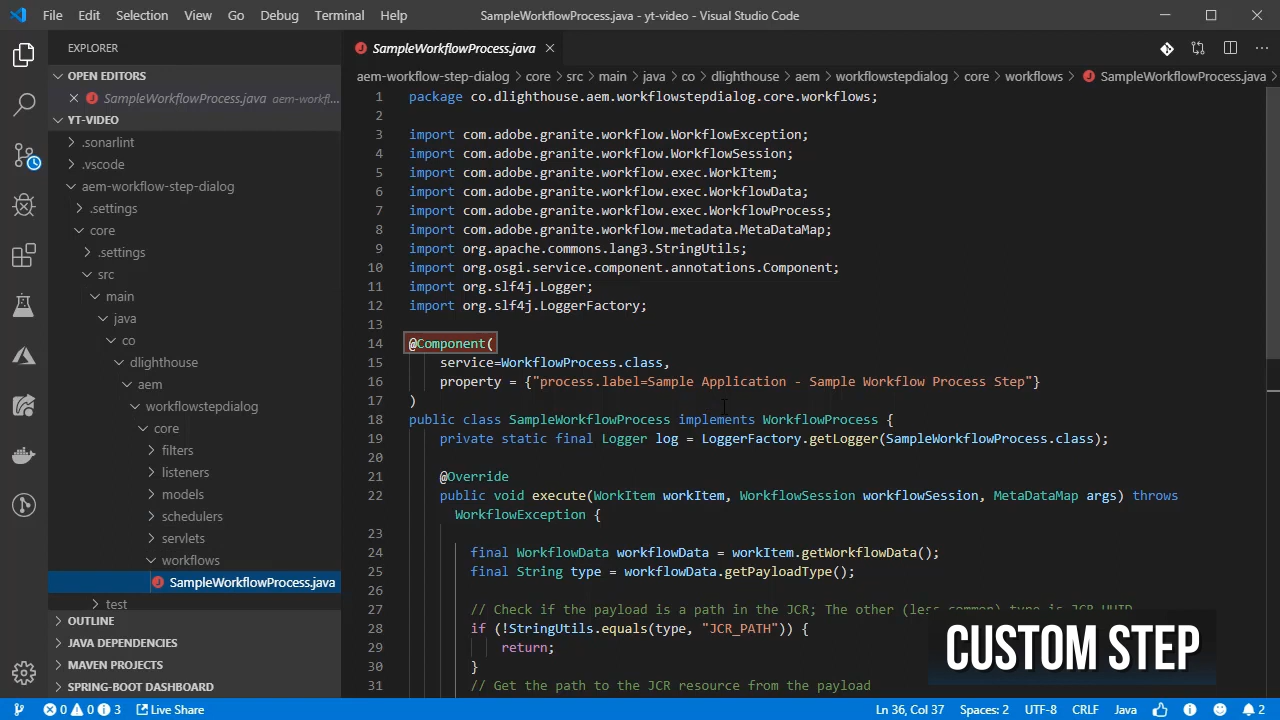 File Edit Selection View Go Debug Terminal Help SampleWorkflowProcess.java - yt-video - Visual Studio Code
EXPLORER
OPEN EDITORS
SampleWorkflowProcess.java aem-workf...
YT-VIDEO
.sonarlint
.vscode
aem-workflow-step-dialog
.settings
core
.settings
src
main
java
co
dlighthouse
aem
workflowstepdialog
core
filters
listeners
models
schedulers
servlets
workflows
SampleWorkflowProcess.java
test
OUTLINE
JAVA DEPENDENCIES
MAVEN PROJECTS
SPRING-BOOT DASHBOARD
SampleWorkflowProcess.java
aem-workflow-step-dialog > core > src > main > java > co > dlighthouse > aem > workflowstepdialog > core > workflows > SampleWorkflowProcess.java >
1 package co.dlighthouse.aem.workflowstepdialog.core.workflows;
2
3 import com.adobe.granite.workflow.WorkflowException;
4 import com.adobe.granite.workflow.WorkflowSession;
5 import com.adobe.granite.workflow.exec.WorkItem;
6 import com.adobe.granite.workflow.exec.WorkflowData;
7 import com.adobe.granite.workflow.exec.WorkflowProcess;
8 import com.adobe.granite.workflow.metadata.MetaDataMap;
9 import org.apache.commons.lang3.StringUtils;
10 import org.osgi.service.component.annotations.Component;
11 import org.slf4j.Logger;
12 import org.slf4j.LoggerFactory;
13
14 @Component(
15 service=WorkflowProcess.class,
16 property = {"process.label=Sample Application - Sample Workflow Process Step"}
17 )
18 public class SampleWorkflowProcess implements WorkflowProcess {
19 private static final Logger log = LoggerFactory.getLogger(SampleWorkflowProcess.class);
20
21 @Override
22 public void execute(WorkItem workItem, WorkflowSession workflowSession, MetaDataMap args) throws
WorkflowException {
23
24 final WorkflowData workflowData = workItem.getWorkflowData();
25 final String type = workflowData.getPayloadType();
26
27 // Check if the payload is a path in the JCR; The other (less common) type is JCR_UUID
28 if (!StringUtils.equals(type, "JCR_PATH")) {
29 return;
30 }
31 // Get the path to the JCR resource from the payload
CUSTOM STEP
0 0 3 Live Share Ln 36, Col 37 Spaces: 2 UTF-8 CRLF Java 2